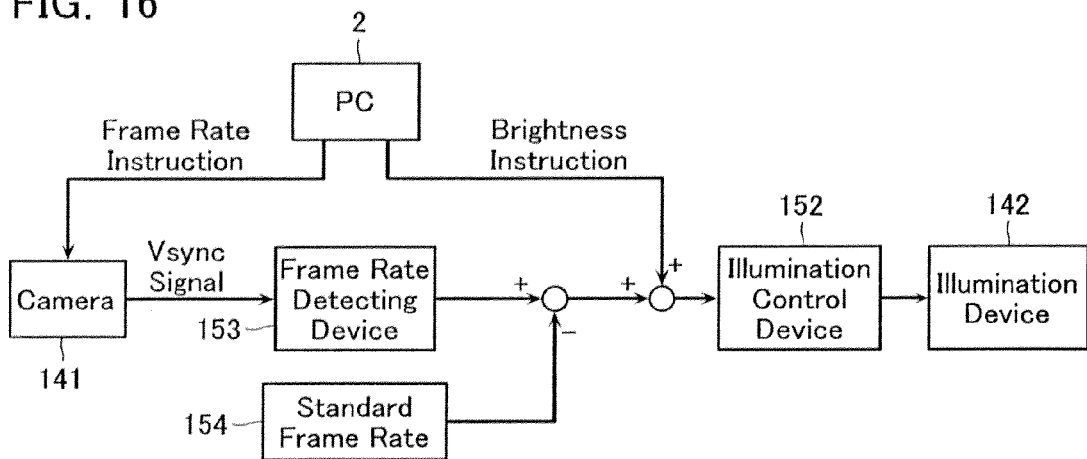 FIG. 16
2
PC
Frame Rate
Instruction
Brightness
Instruction
152
142
Vsync
Signal
Camera
Frame Rate
Detecting
Device
+
+
+
−
Illumination
Control
Device
Illumination
Device
153
141
154
Standard
Frame Rate